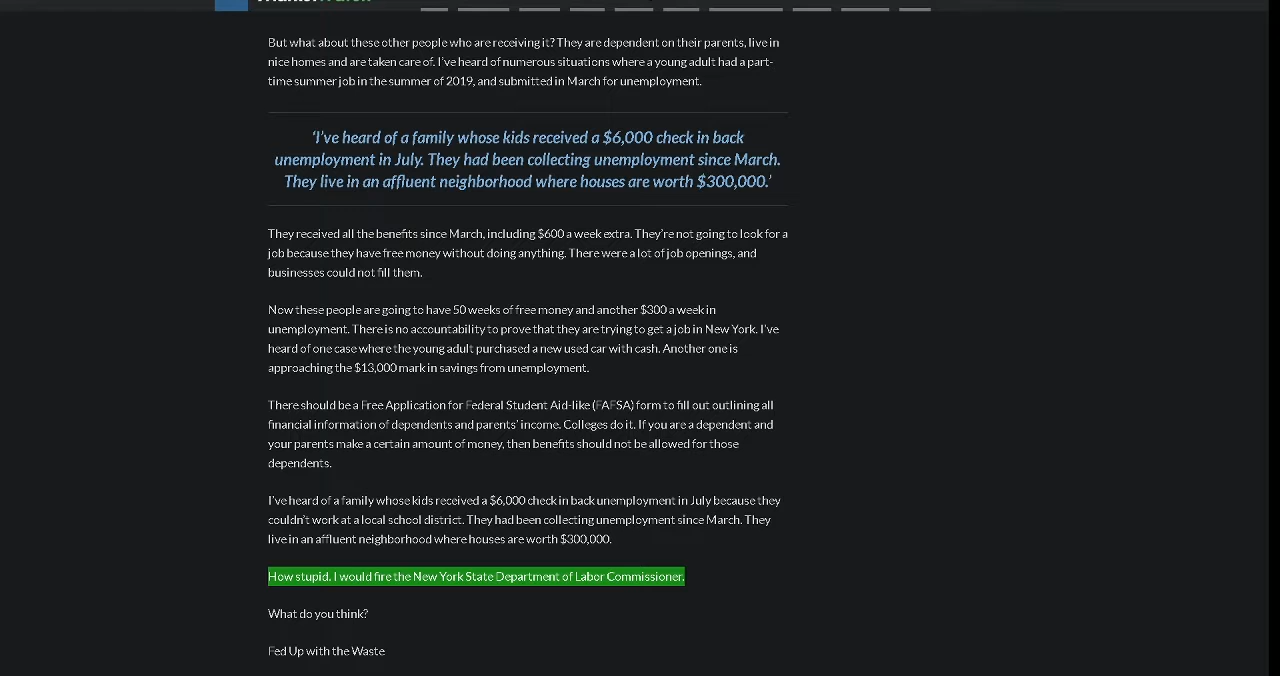 But what about these other people who are receiving it? They are dependent on their parents, live in
nice homes and are taken care of. I've heard of numerous situations where a young adult had a part-
time summer job in the summer of 2019, and submitted in March for unemployment.
‘I've heard of a family whose kids received a $6,000 check in back
unemployment in July. They had been collecting unemployment since March.
They live in an affluent neighborhood where houses are worth $300,000.’
They received all the benefits since March, including $600 a week extra. They're not going to look for a
job because they have free money without doing anything. There were a lot of job openings, and
businesses could not fill them.
Now these people are going to have 50 weeks of free money and another $300 a week in
unemployment. There is no accountability to prove that they are trying to get a job in New York. I've
heard of one case where the young adult purchased a new used car with cash. Another one is
approaching the $13,000 mark in savings from unemployment.
There should be a Free Application for Federal Student Aid-like (FAFSA) form to fill out outlining all
financial information of dependents and parents' income. Colleges do it. If you are a dependent and
your parents make a certain amount of money, then benefits should not be allowed for those
dependents.
I've heard of a family whose kids received a $6,000 check in back unemployment in July because they
couldn't work at a local school district. They had been collecting unemployment since March. They
live in an affluent neighborhood where houses are worth $300,000.
How stupid. I would fire the New York State Department of Labor Commissioner.
What do you think?
Fed Up with the Waste